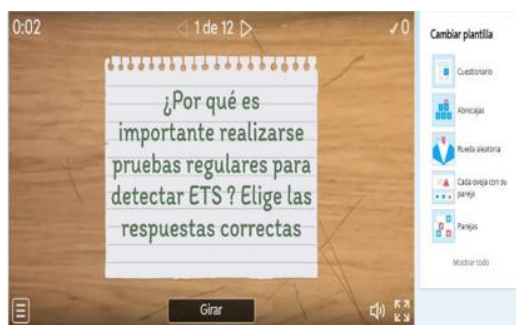 0:02
1 de 12
✓0
¿Por qué es
importante realizarse
pruebas regulares para
detectar ETS ? Elige las
respuestas correctas
Girar
Cambiar plantilla
Cuestionario
Abrecajas
Rueda aleatoria
Cada oveja con su
pareja
Parejas
Mostrar todo